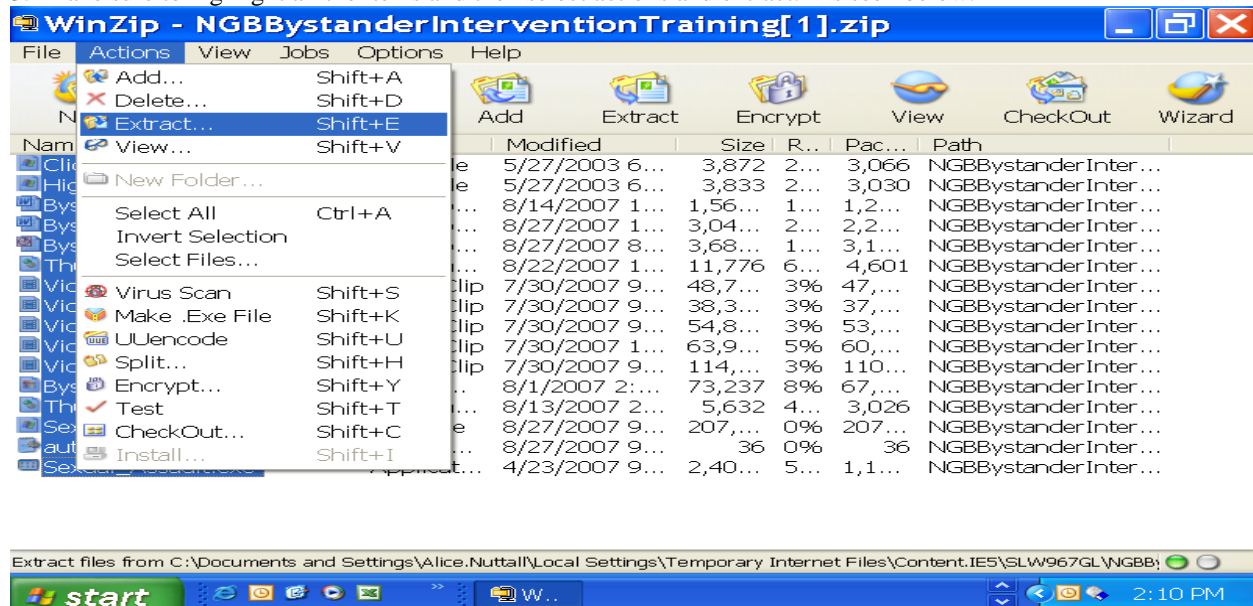 WinZip - NGBBystanderInterventionTraining[1].zip
File Actions View Jobs Options Help
Add... Shift+A
Delete... Shift+D
Extract... Shift+E
View... Shift+V
New Folder...
Select All Ctrl+A
Invert Selection
Select Files...
Virus Scan Shift+S
Make .Exe File Shift+K
UUencode Shift+U
Split... Shift+H
Encrypt... Shift+Y
Test Shift+T
CheckOut... Shift+C
Install... Shift+I
Add Extract Encrypt View CheckOut Wizard
Modified Size R... Pac... Path
5/27/2003 6... 3,872 2... 3,066 NGBBystanderInter...
5/27/2003 6... 3,833 2... 3,030 NGBBystanderInter...
8/14/2007 1... 1,56... 1... 1,2... NGBBystanderInter...
8/27/2007 1... 3,04... 2... 2,2... NGBBystanderInter...
8/27/2007 8... 3,68... 1... 3,1... NGBBystanderInter...
8/22/2007 1... 11,776 6... 4,601 NGBBystanderInter...
Clip 7/30/2007 9... 48,7... 3% 47,... NGBBystanderInter...
Clip 7/30/2007 9... 38,3... 3% 37,... NGBBystanderInter...
Clip 7/30/2007 9... 54,8... 3% 53,... NGBBystanderInter...
Clip 7/30/2007 1... 63,9... 5% 60,... NGBBystanderInter...
Clip 7/30/2007 9... 114,... 3% 110... NGBBystanderInter...
8/1/2007 2:... 73,237 8% 67,... NGBBystanderInter...
8/13/2007 2... 5,632 4... 3,026 NGBBystanderInter...
8/27/2007 9... 207,... 0% 207... NGBBystanderInter...
8/27/2007 9... 36 0% 36 NGBBystanderInter...
Sexual_Assault.exe Applicat... 4/23/2007 9... 2,40... 5... 1,1... NGBBystanderInter...
Extract files from C:\Documents and Settings\Alice.Nuttall\Local Settings\Temporary Internet Files\Content.IE5\SLW967GL\NGBB
start W.. 2:10 PM